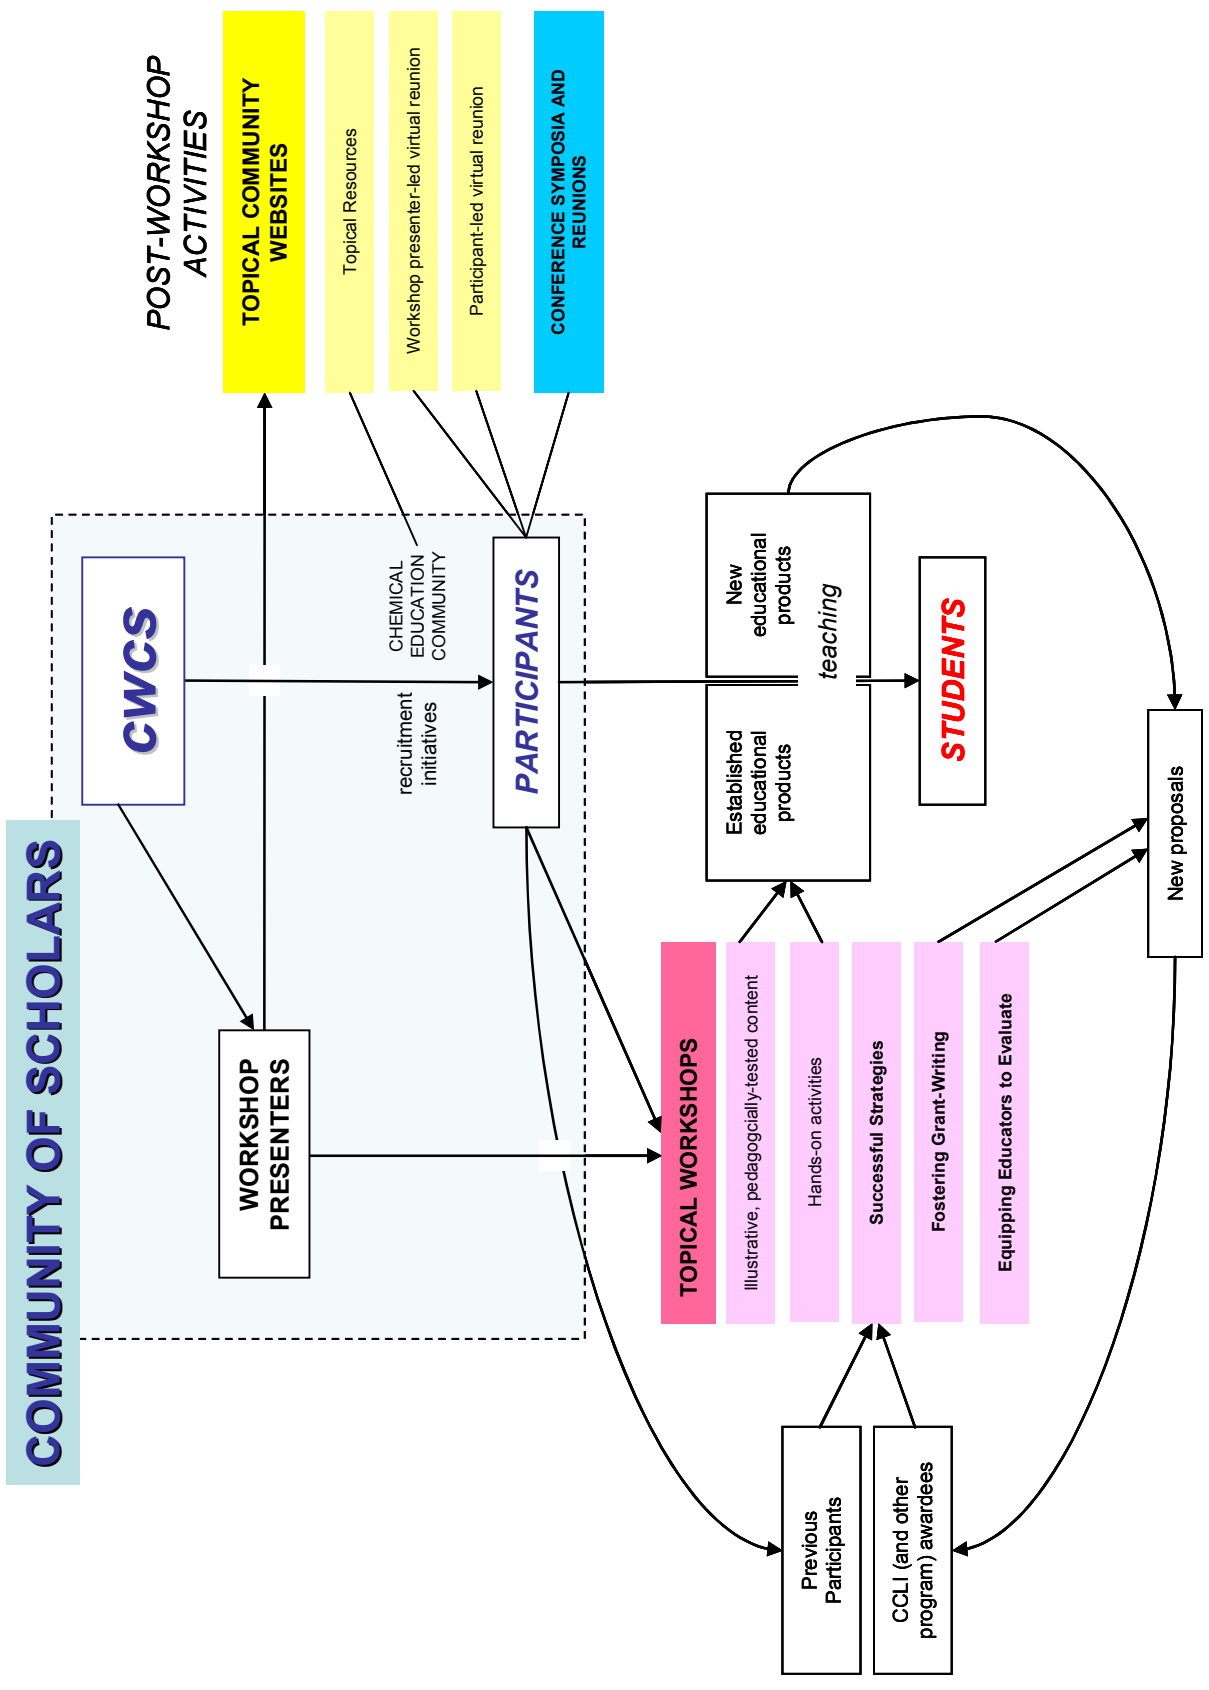 COMMUNITY OF SCHOLARS
CWCS
WORKSHOP
PRESENTERS
recruitment
initiatives
CHEMICAL
EDUCATION
COMMUNITY
PARTICIPANTS
POST-WORKSHOP
ACTIVITIES
TOPICAL COMMUNITY
WEBSITES
Topical Resources
Workshop presenter-led virtual reunion
Participant-led virtual reunion
CONFERENCE SYMPOSIA AND
REUNIONS
TOPICAL WORKSHOPS
Illustrative, pedagogcially-tested content
Hands-on activities
Successful Strategies
Fostering Grant-Writing
Equipping Educators to Evaluate
Established
educational
products
New
educational
products
teaching
STUDENTS
Previous
Participants
CCLI (and other
program) awardees
New proposals